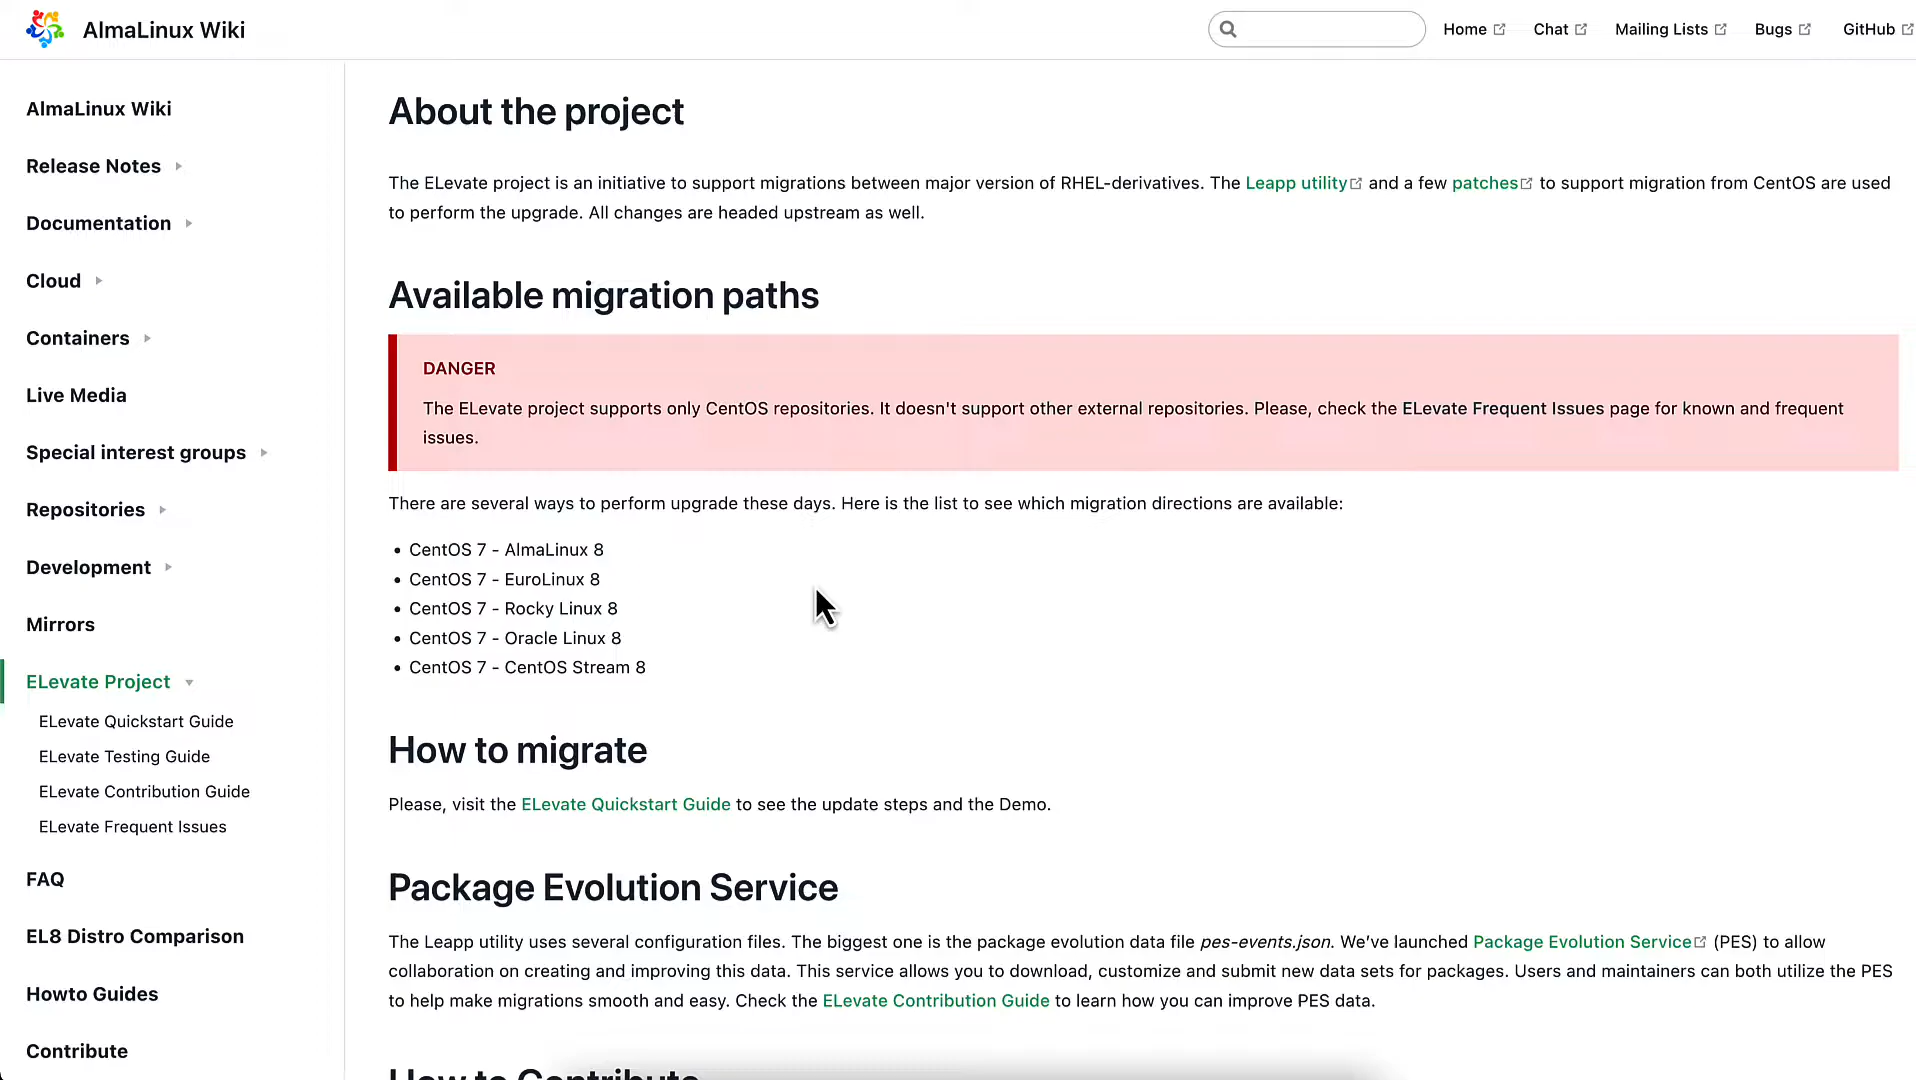 AlmaLinux Wiki
Home
Chat
Mailing Lists
Bugs
GitHub
AlmaLinux Wiki
Release Notes
Documentation
Cloud
Containers
Live Media
Special interest groups
Repositories
Development
Mirrors
ELevate Project
ELevate Quickstart Guide
ELevate Testing Guide
ELevate Contribution Guide
ELevate Frequent Issues
FAQ
EL8 Distro Comparison
Howto Guides
Contribute
About the project
The ELevate project is an initiative to support migrations between major version of RHEL-derivatives. The Leapp utility and a few patches to support migration from CentOS are used
to perform the upgrade. All changes are headed upstream as well.
Available migration paths
DANGER
The ELevate project supports only CentOS repositories. It doesn't support other external repositories. Please, check the ELevate Frequent Issues page for known and frequent
issues.
There are several ways to perform upgrade these days. Here is the list to see which migration directions are available:
• CentOS 7 - AlmaLinux 8
• CentOS 7 - EuroLinux 8
• CentOS 7 - Rocky Linux 8
• CentOS 7 - Oracle Linux 8
• CentOS 7 - CentOS Stream 8
How to migrate
Please, visit the ELevate Quickstart Guide to see the update steps and the Demo.
Package Evolution Service
The Leapp utility uses several configuration files. The biggest one is the package evolution data file pes-events.json. We’ve launched Package Evolution Service (PES) to allow
collaboration on creating and improving this data. This service allows you to download, customize and submit new data sets for packages. Users and maintainers can both utilize the PES
to help make migrations smooth and easy. Check the ELevate Contribution Guide to learn how you can improve PES data.
How to Contribute